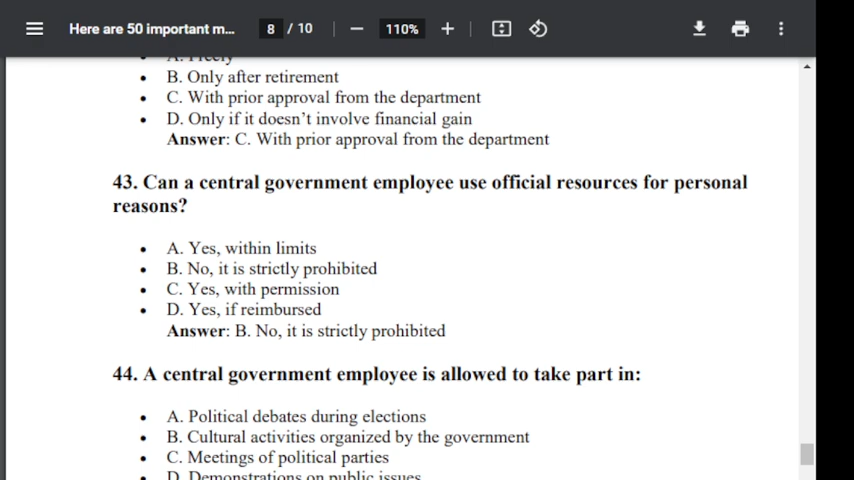 Here are 50 important m... 8 / 10 110%
A. Freely
B. Only after retirement
C. With prior approval from the department
D. Only if it doesn't involve financial gain
Answer: C. With prior approval from the department
43. Can a central government employee use official resources for personal
reasons?
A. Yes, within limits
B. No, it is strictly prohibited
C. Yes, with permission
D. Yes, if reimbursed
Answer: B. No, it is strictly prohibited
44. A central government employee is allowed to take part in:
A. Political debates during elections
B. Cultural activities organized by the government
C. Meetings of political parties
D. Demonstrations on public issues